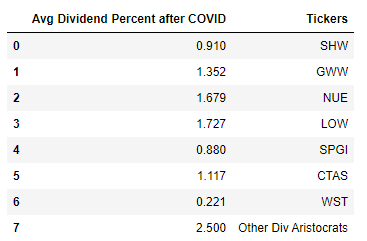 Avg Dividend Percent after COVID Tickers
0 0.910 SHW
1 1.352 GWW
2 1.679 NUE
3 1.727 LOW
4 0.880 SPGI
5 1.117 CTAS
6 0.221 WST
7 2.500 Other Div Aristocrats